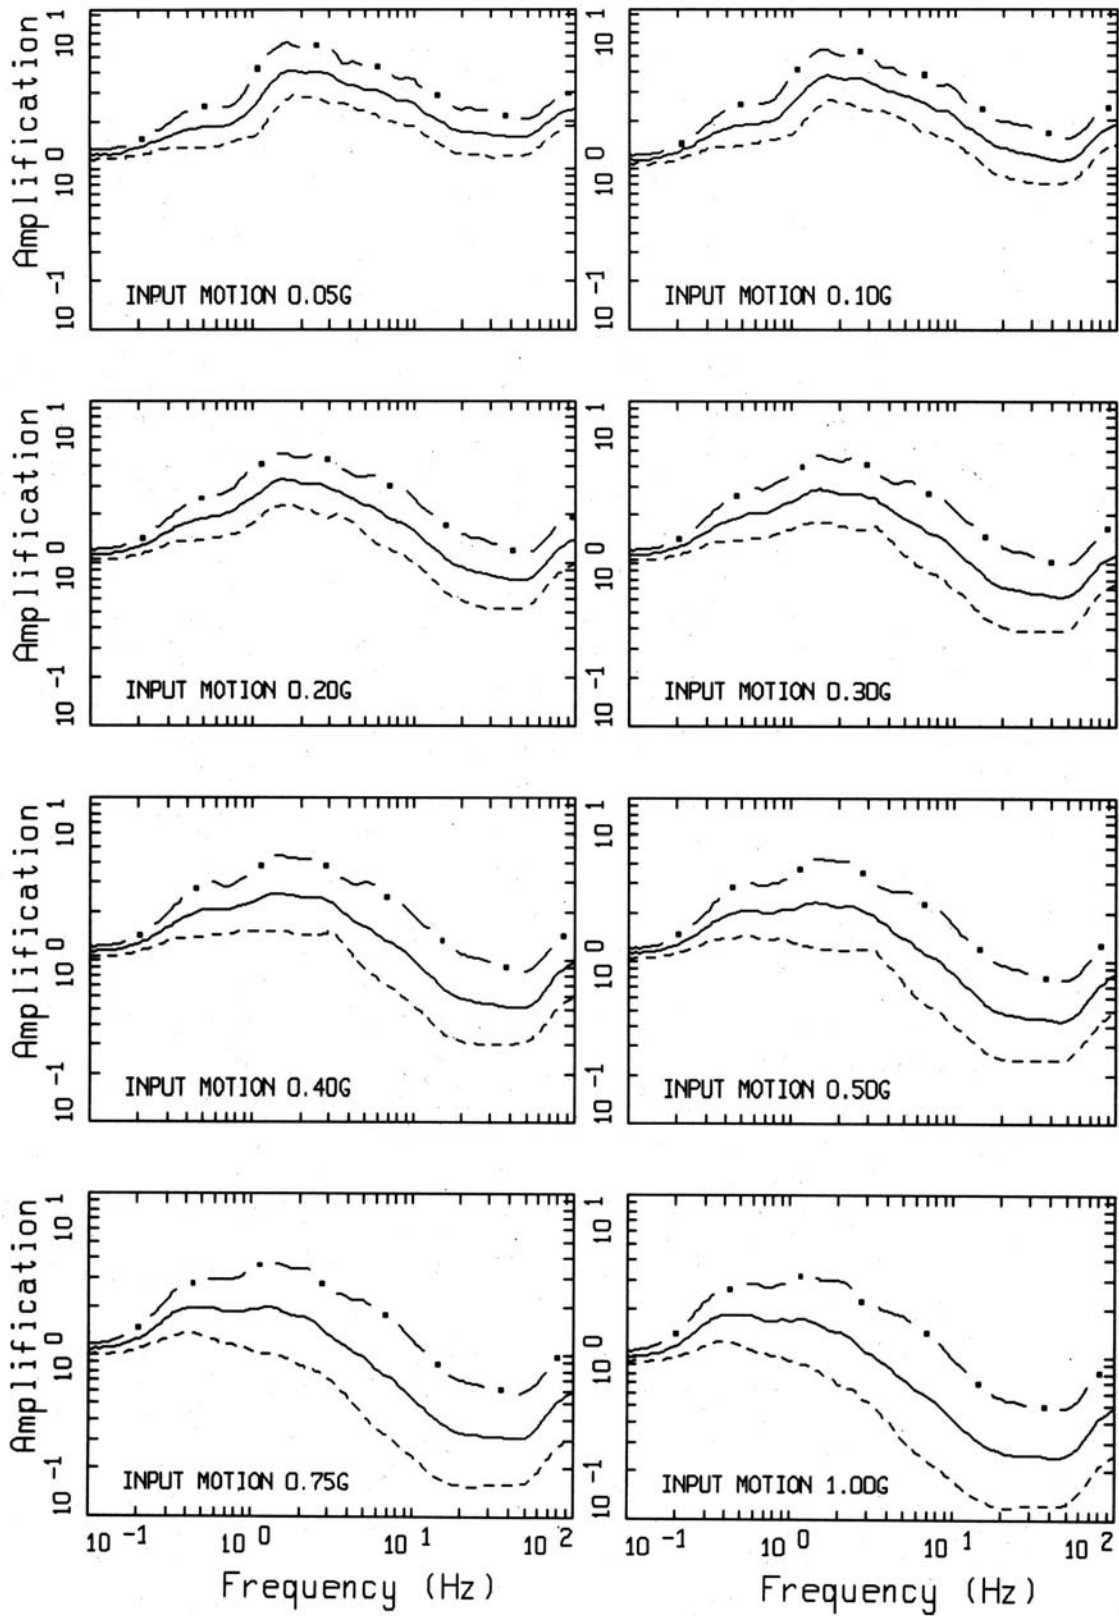 Amplification
10 1
10 0
10 -1
INPUT MOTION 0.05G
10 1
10 0
10 -1
INPUT MOTION 0.10G
Amplification
10 1
10 0
10 -1
INPUT MOTION 0.20G
10 1
10 0
10 -1
INPUT MOTION 0.30G
Amplification
10 1
10 0
10 -1
INPUT MOTION 0.40G
10 1
10 0
10 -1
INPUT MOTION 0.50G
Amplification
10 1
10 0
10 -1
INPUT MOTION 0.75G
10 1
10 0
10 -1
INPUT MOTION 1.00G
10 -1 10 0 10 1 10 2
10 -1 10 0 10 1 10 2
Frequency (Hz)
Frequency (Hz)